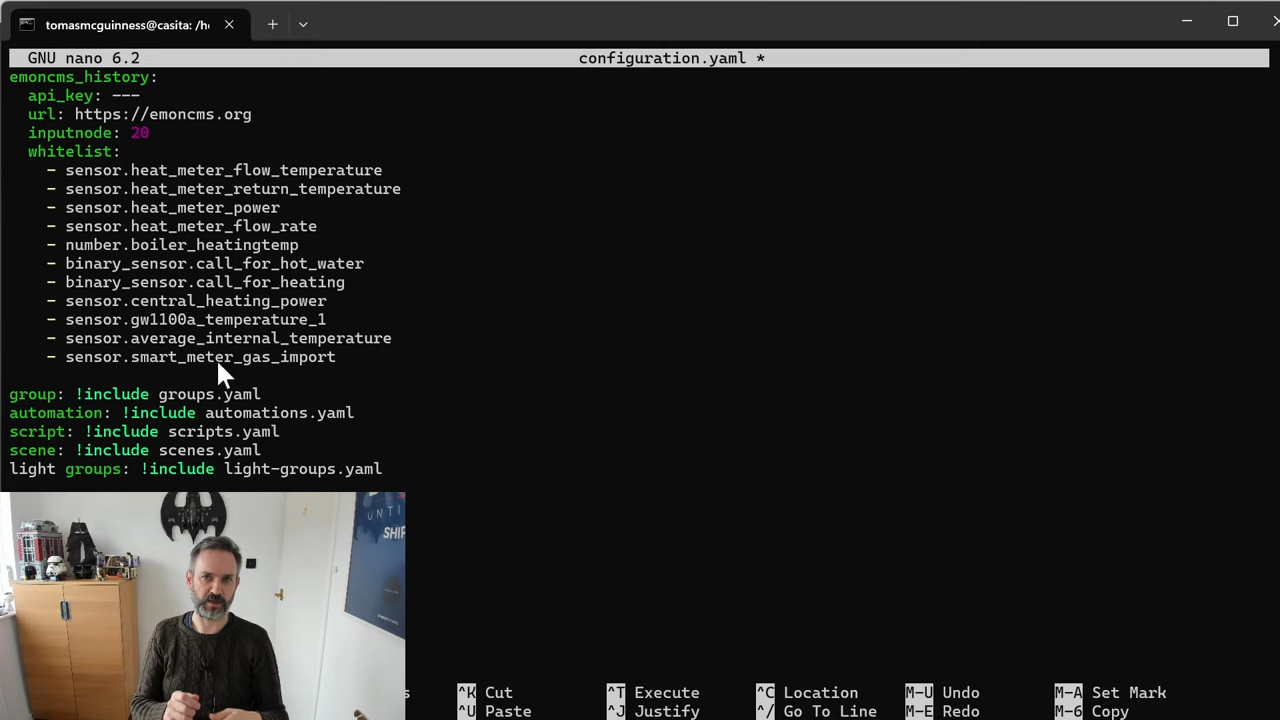 tomasmcguinness@casita: /h
GNU nano 6.2 configuration.yaml *
emoncms_history:
api_key: ---
url: https://emoncms.org
inputnode: 20
whitelist:
- sensor.heat_meter_flow_temperature
- sensor.heat_meter_return_temperature
- sensor.heat_meter_power
- sensor.heat_meter_flow_rate
- number.boiler_heatingtemp
- binary_sensor.call_for_hot_water
- binary_sensor.call_for_heating
- sensor.central_heating_power
- sensor.gw1100a_temperature_1
- sensor.average_internal_temperature
- sensor.smart_meter_gas_import
group: !include groups.yaml
automation: !include automations.yaml
script: !include scripts.yaml
scene: !include scenes.yaml
light groups: !include light-groups.yaml
UNTI
SHIP
^K Cut ^T Execute ^C Location M-U Undo M-A Set Mark
^U Paste ^J Justify ^/ Go To Line M-E Redo M-6 Copy